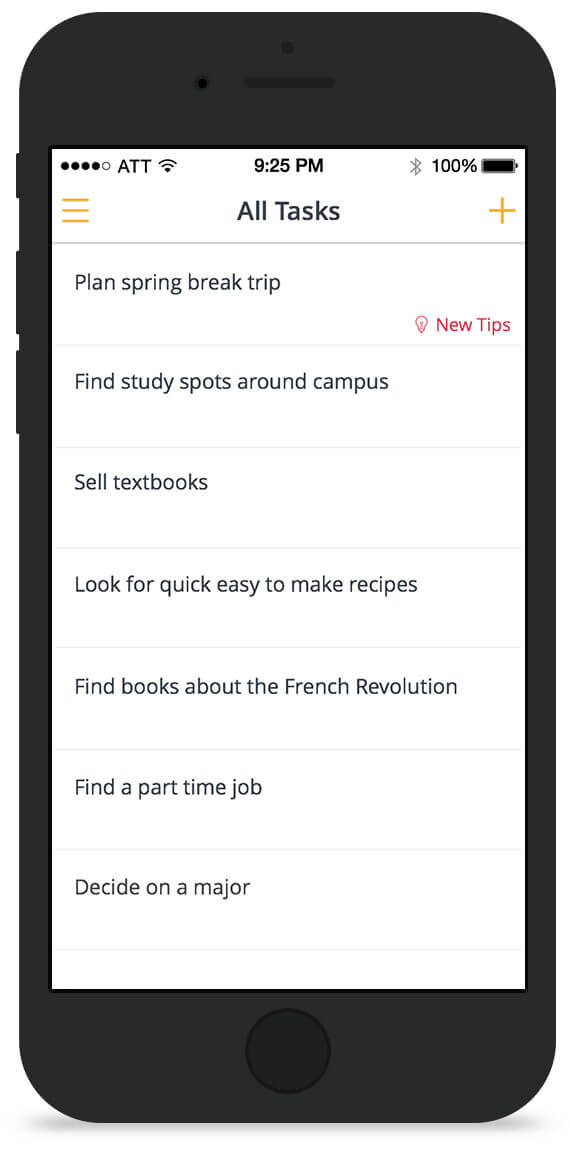 ATT 9:25 PM 100%
All Tasks
Plan spring break trip
New Tips
Find study spots around campus
Sell textbooks
Look for quick easy to make recipes
Find books about the French Revolution
Find a part time job
Decide on a major